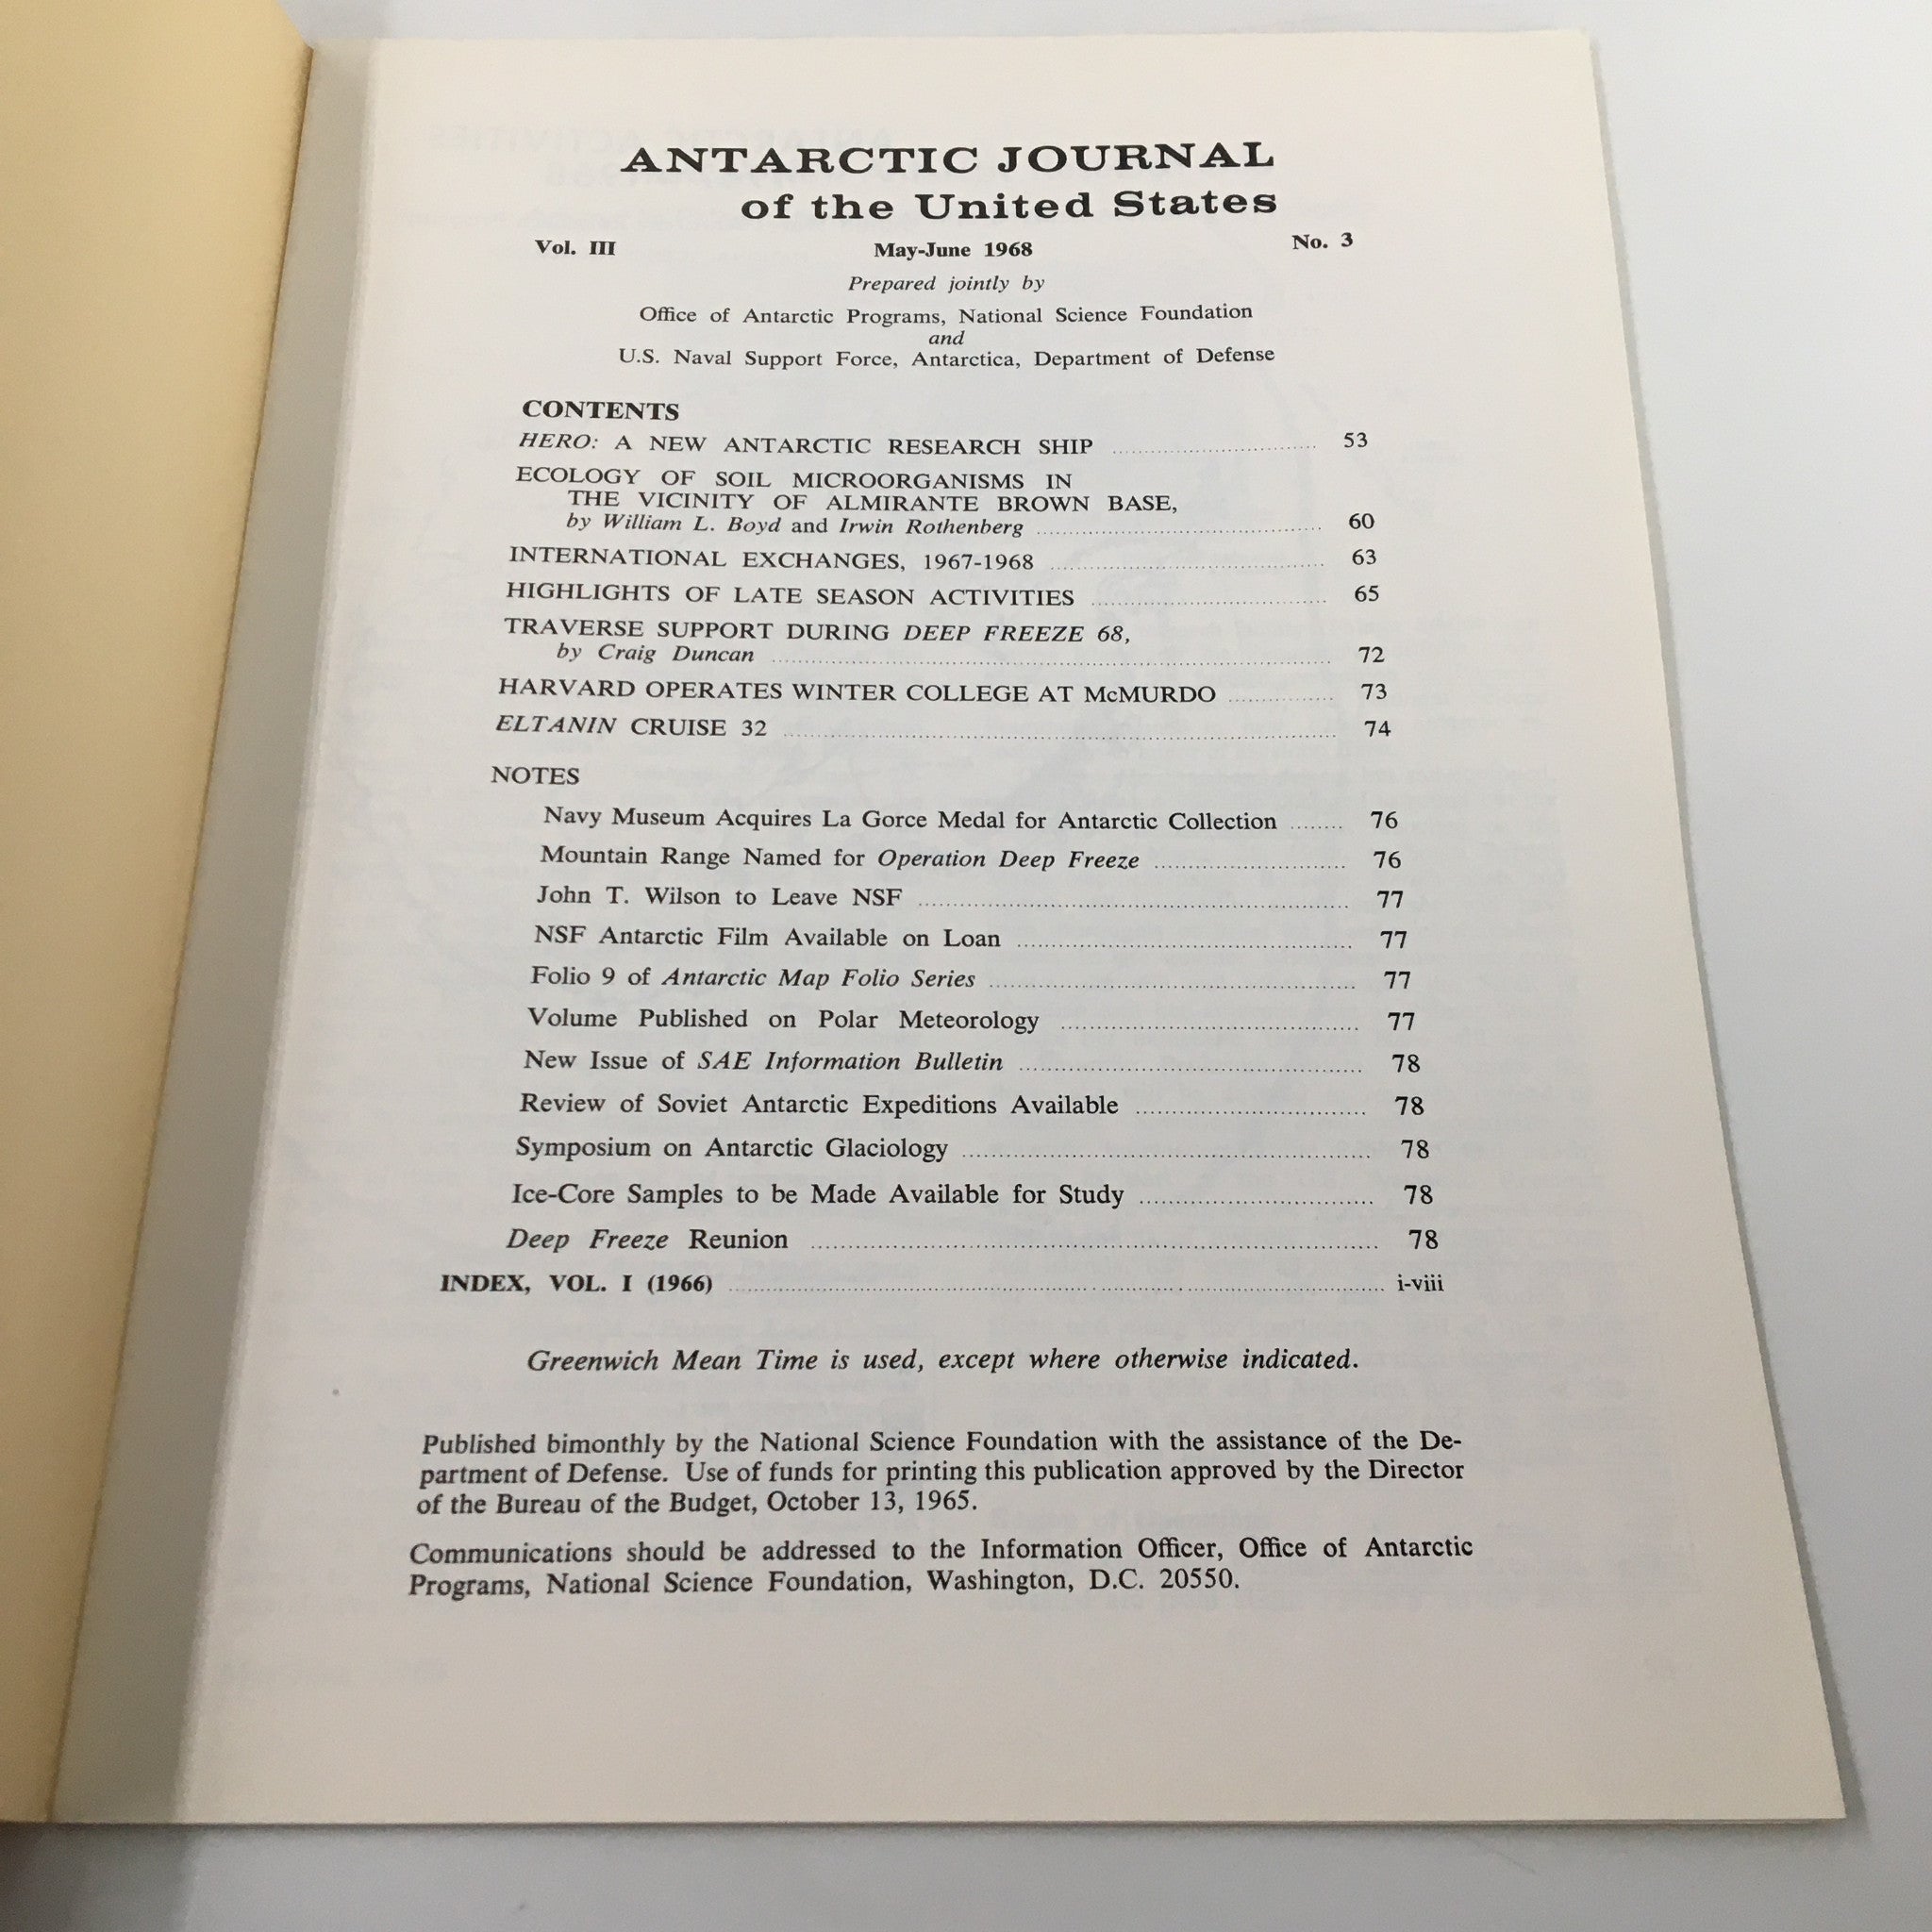 ANTARCTIC JOURNAL
of the United States
Vol. III May-June 1968 No. 3
Prepared jointly by
Office of Antarctic Programs, National Science Foundation
and
U.S. Naval Support Force, Antarctica, Department of Defense
CONTENTS
HERO: A NEW ANTARCTIC RESEARCH SHIP 53
ECOLOGY OF SOIL MICROORGANISMS IN
THE VICINITY OF ALMIRANTE BROWN BASE,
by William L. Boyd and Irwin Rothenberg 60
INTERNATIONAL EXCHANGES, 1967-1968 63
HIGHLIGHTS OF LATE SEASON ACTIVITIES 65
TRAVERSE SUPPORT DURING DEEP FREEZE 68,
by Craig Duncan 72
HARVARD OPERATES WINTER COLLEGE AT McMURDO 73
ELTANIN CRUISE 32 74
NOTES
Navy Museum Acquires La Gorce Medal for Antarctic Collection 76
Mountain Range Named for Operation Deep Freeze 76
John T. Wilson to Leave NSF 77
NSF Antarctic Film Available on Loan 77
Folio 9 of Antarctic Map Folio Series 77
Volume Published on Polar Meteorology 77
New Issue of SAE Information Bulletin 78
Review of Soviet Antarctic Expeditions Available 78
Symposium on Antarctic Glaciology 78
Ice-Core Samples to be Made Available for Study 78
Deep Freeze Reunion 78
INDEX, VOL. I (1966) i-viii
Greenwich Mean Time is used, except where otherwise indicated.
Published bimonthly by the National Science Foundation with the assistance of the De-
partment of Defense. Use of funds for printing this publication approved by the Director
of the Bureau of the Budget, October 13, 1965.
Communications should be addressed to the Information Officer, Office of Antarctic
Programs, National Science Foundation, Washington, D.C. 20550.